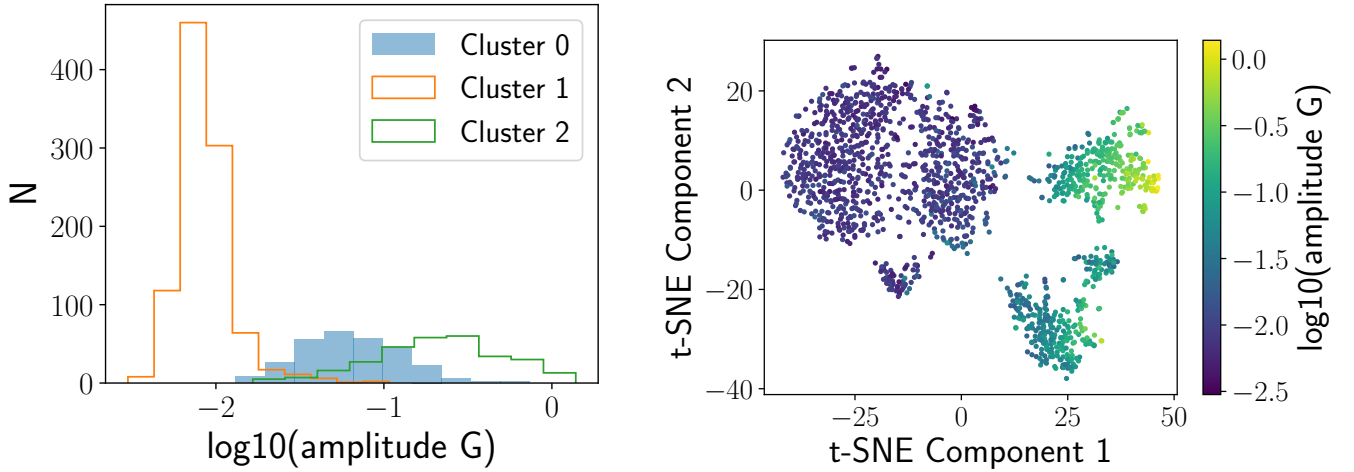 400
300
200
100
0
N
−2
−1
0
log10(amplitude G)
Cluster 0
Cluster 1
Cluster 2
20
0
−20
−40
t-SNE Component 2
−25
0
25
50
t-SNE Component 1
0.0
−0.5
−1.0
−1.5
−2.0
−2.5
log10(amplitude G)